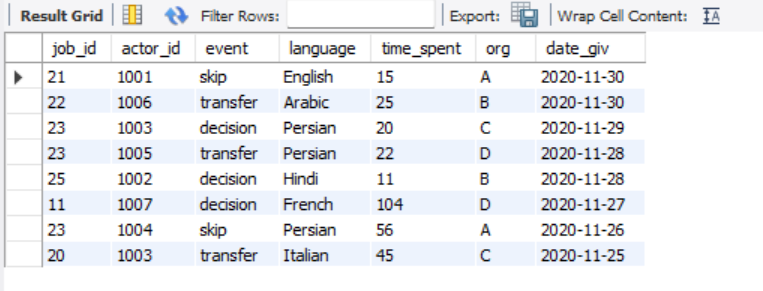 Result Grid Filter Rows: Export: Wrap Cell Content: IA
job_id actor_id event language time_spent org date_giv
21 1001 skip English 15 A 2020-11-30
22 1006 transfer Arabic 25 B 2020-11-30
23 1003 decision Persian 20 C 2020-11-29
23 1005 transfer Persian 22 D 2020-11-28
25 1002 decision Hindi 11 B 2020-11-28
11 1007 decision French 104 D 2020-11-27
23 1004 skip Persian 56 A 2020-11-26
20 1003 transfer Italian 45 C 2020-11-25